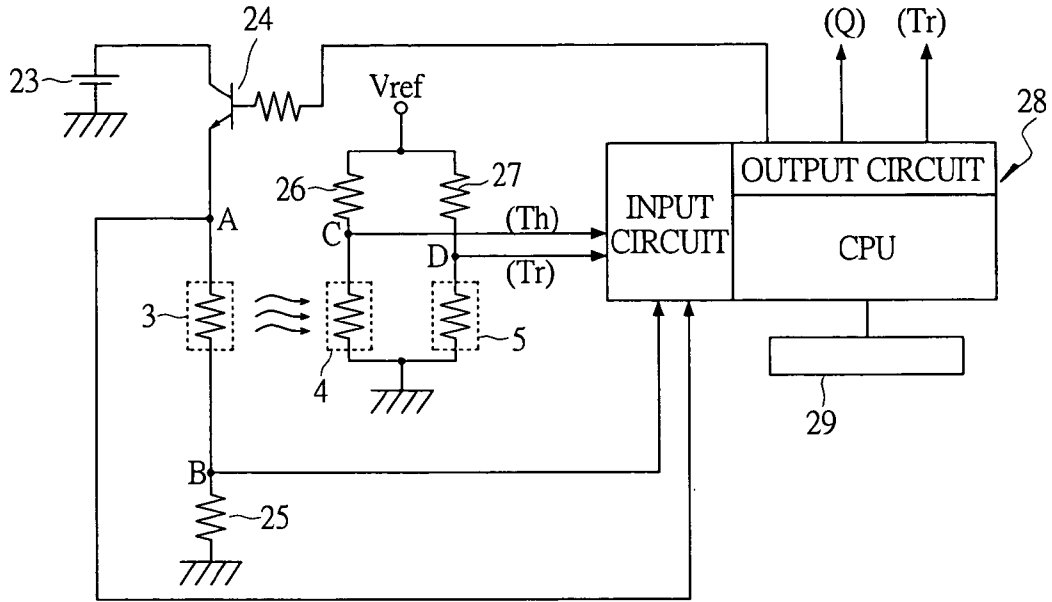 (Q) (Tr)
24
23
Vref
28
26
27
OUTPUT CIRCUIT
INPUT CIRCUIT
CPU
A
C
(Th)
D
(Tr)
3
4
5
29
B
25